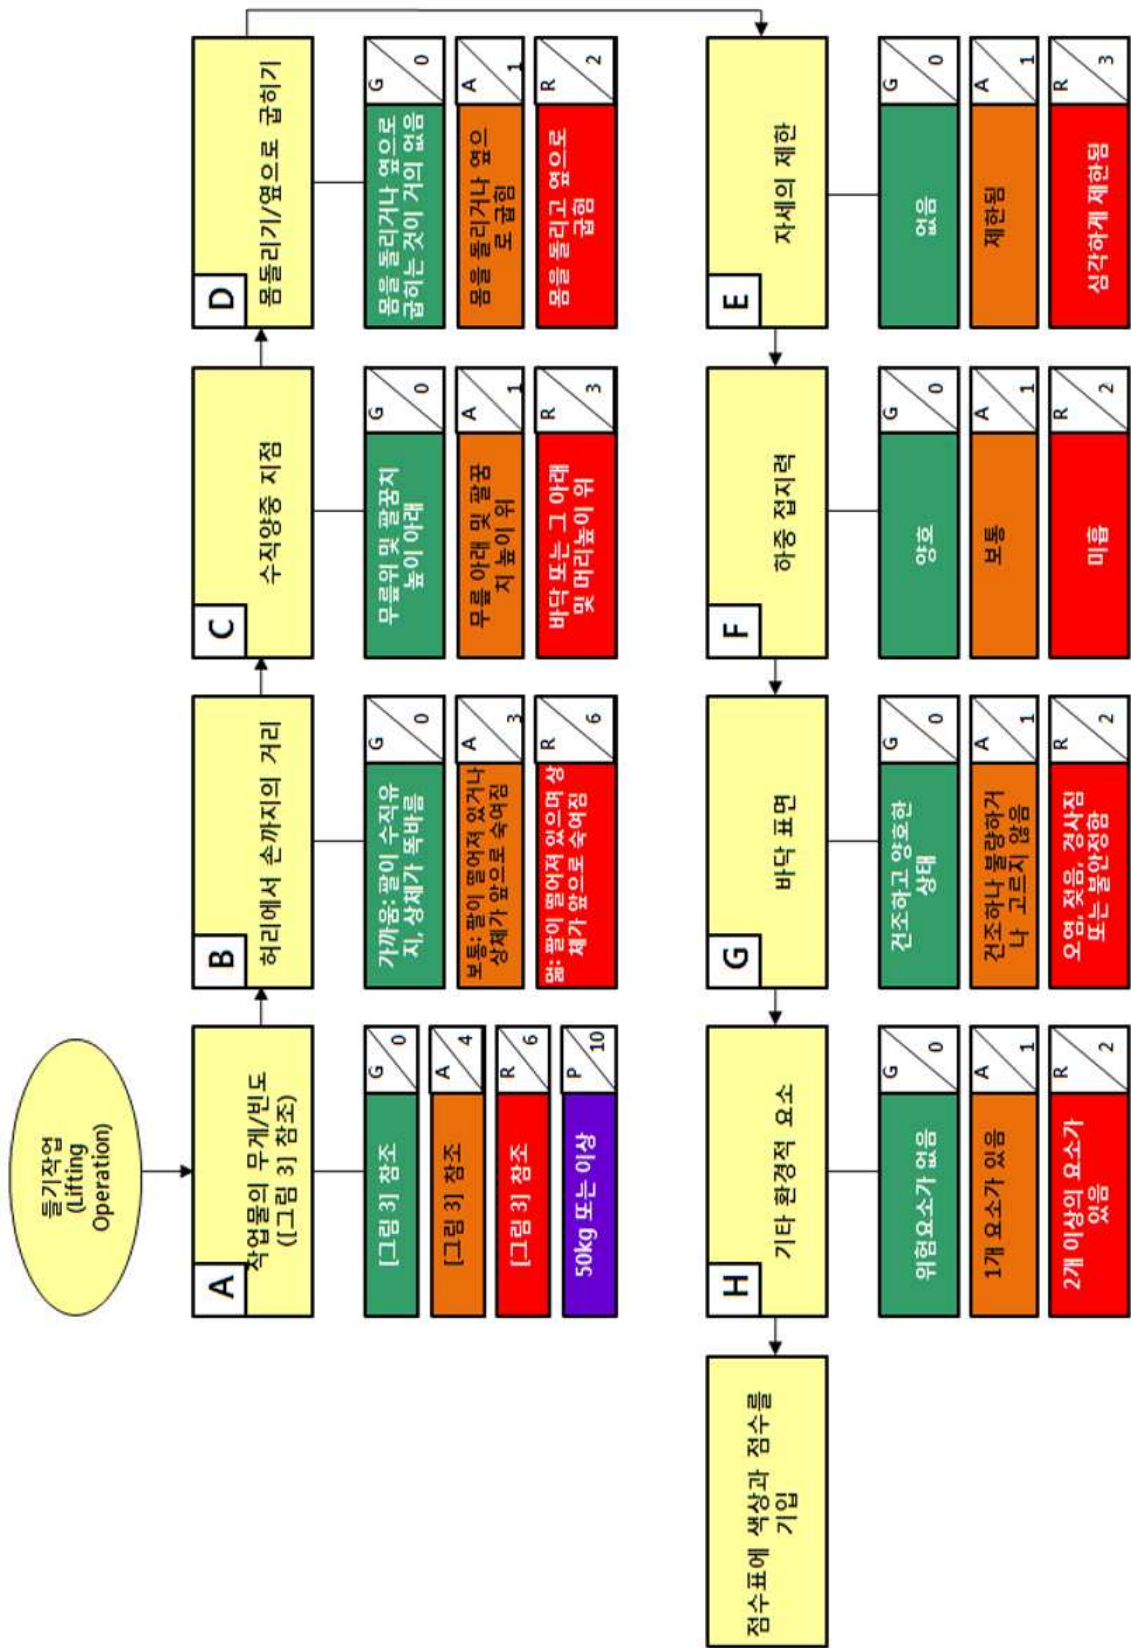 들기작업
(Lifting
Operation)
A
작업물의 무게/빈도
([그림 3] 참조)
[그림 3] 참조
G
0
[그림 3] 참조
A
4
[그림 3] 참조
R
6
50kg 또는 이상
P
10
B
허리에서 손까지의 거리
가까움: 팔이 수직유
지, 상체가 똑바름
G
0
보통: 팔이 떨어져 있거나
상체가 앞으로 숙여짐
A
3
멂: 팔이 떨어져 있으며 상
체가 앞으로 숙여짐
R
6
C
수직양중 지점
무릎위 및 팔꿈치
높이 아래
G
0
무릎 아래 및 팔꿈
치 높이 위
A
1
바닥 또는 그 아래
및 머리높이 위
R
3
D
몸돌리기/옆으로 굽히기
몸을 돌리거나 옆으로
굽히는 것이 거의 없음
G
0
몸을 돌리거나 옆으
로 굽힘
A
1
몸을 돌리고 옆으로
굽힘
R
2
E
자세의 제한
없음
G
0
제한됨
A
1
심각하게 제한됨
R
3
F
하중 접지력
양호
G
0
보통
A
1
미흡
R
2
G
바닥 표면
건조하고 양호한
상태
G
0
건조하나 불량하거
나 고르지 않음
A
1
오염, 젖음, 경사짐
또는 불안정함
R
2
H
기타 환경적 요소
위험요소가 없음
G
0
1개 요소가 있음
A
1
2개 이상의 요소가
있음
R
2
점수표에 색상과 점수를
기입